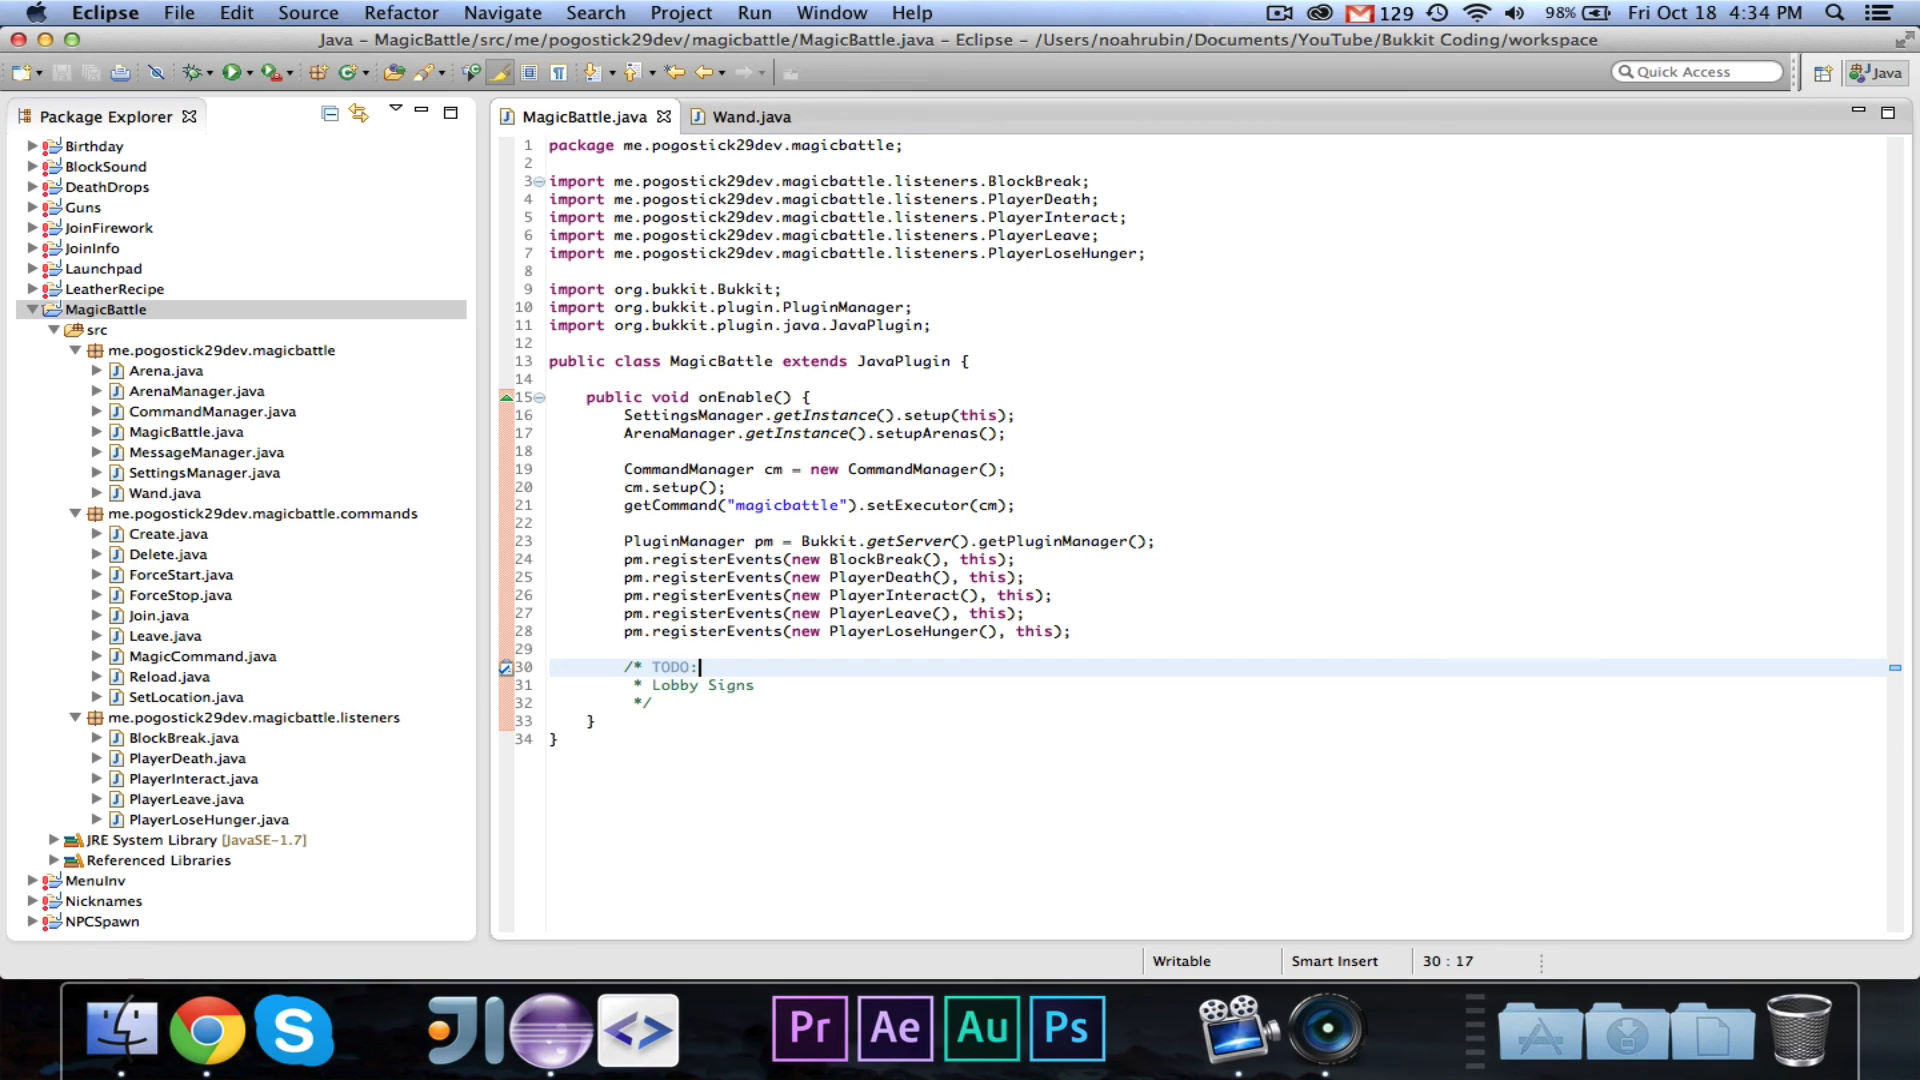 Eclipse File Edit Source Refactor Navigate Search Project Run Window Help 129 98% Fri Oct 18 4:34 PM
Java - MagicBattle/src/me/pogostick29dev/magicbattle/MagicBattle.java - Eclipse - /Users/noahrubin/Documents/YouTube/Bukkit Coding/workspace
Quick Access
Java
Package Explorer
Birthday
BlockSound
DeathDrops
Guns
JoinFirework
JoinInfo
Launchpad
LeatherRecipe
MagicBattle
src
me.pogostick29dev.magicbattle
Arena.java
ArenaManager.java
CommandManager.java
MagicBattle.java
MessageManager.java
SettingsManager.java
Wand.java
me.pogostick29dev.magicbattle.commands
Create.java
Delete.java
ForceStart.java
ForceStop.java
Join.java
Leave.java
MagicCommand.java
Reload.java
SetLocation.java
me.pogostick29dev.magicbattle.listeners
BlockBreak.java
PlayerDeath.java
PlayerInteract.java
PlayerLeave.java
PlayerLoseHunger.java
JRE System Library [JavaSE-1.7]
Referenced Libraries
MenuInv
Nicknames
NPCSpawn
MagicBattle.java Wand.java
1 package me.pogostick29dev.magicbattle;
2
3 import me.pogostick29dev.magicbattle.listeners.BlockBreak;
4 import me.pogostick29dev.magicbattle.listeners.PlayerDeath;
5 import me.pogostick29dev.magicbattle.listeners.PlayerInteract;
6 import me.pogostick29dev.magicbattle.listeners.PlayerLeave;
7 import me.pogostick29dev.magicbattle.listeners.PlayerLoseHunger;
8
9 import org.bukkit.Bukkit;
10 import org.bukkit.plugin.PluginManager;
11 import org.bukkit.plugin.java.JavaPlugin;
12
13 public class MagicBattle extends JavaPlugin {
14
15 public void onEnable() {
16 SettingsManager.getInstance().setup(this);
17 ArenaManager.getInstance().setupArenas();
18
19 CommandManager cm = new CommandManager();
20 cm.setup();
21 getCommand("magicbattle").setExecutor(cm);
22
23 PluginManager pm = Bukkit.getServer().getPluginManager();
24 pm.registerEvents(new BlockBreak(), this);
25 pm.registerEvents(new PlayerDeath(), this);
26 pm.registerEvents(new PlayerInteract(), this);
27 pm.registerEvents(new PlayerLeave(), this);
28 pm.registerEvents(new PlayerLoseHunger(), this);
29
30 /* TODO:
31 * Lobby Signs
32 */
33 }
34 }
Writable Smart Insert 30 : 17
Pr Ae Au Ps